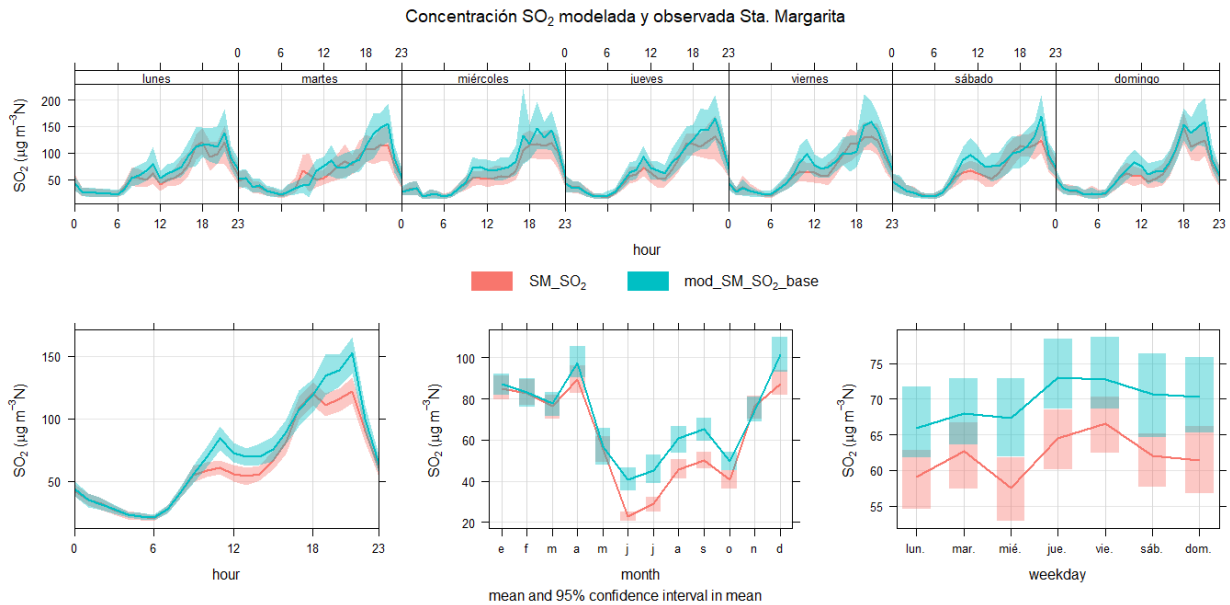 Concentración SO₂ modelada y observada Sta. Margarita
0 6 12 18 23 0 6 12 18 23 0 6 12 18 23
lunes martes miércoles jueves viernes sábado domingo
SO₂ (μg m⁻³N)
200
150
100
50
0 6 12 18 0 6 12 18 23 0 6 12 18 23 0 6 12 18 23
hour
SM_SO₂ mod_SM_SO₂_base
SO₂ (μg m⁻³N)
150
100
50
0 6 12 18 23
hour
SO₂ (μg m⁻³N)
100
80
60
40
20
e f m a m j j a s o n d
month
SO₂ (μg m⁻³N)
75
70
65
60
55
lun. mar. mié. jue. vie. sáb. dom.
weekday
mean and 95% confidence interval in mean